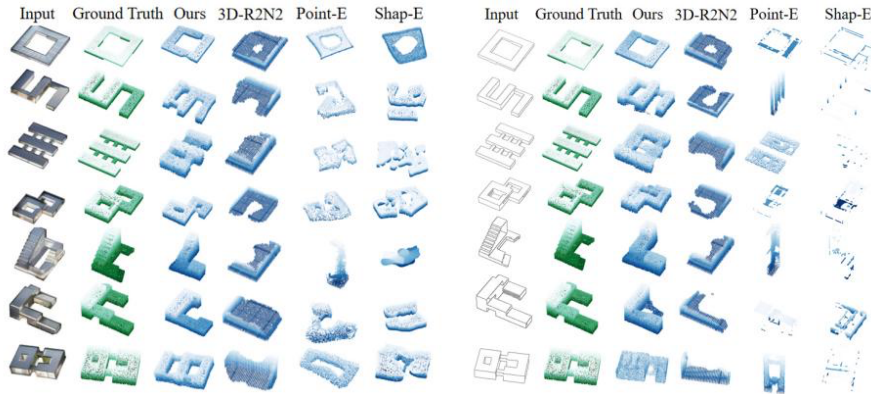 Input Ground Truth Ours 3D-R2N2 Point-E Shap-E Input Ground Truth Ours 3D-R2N2 Point-E Shap-E